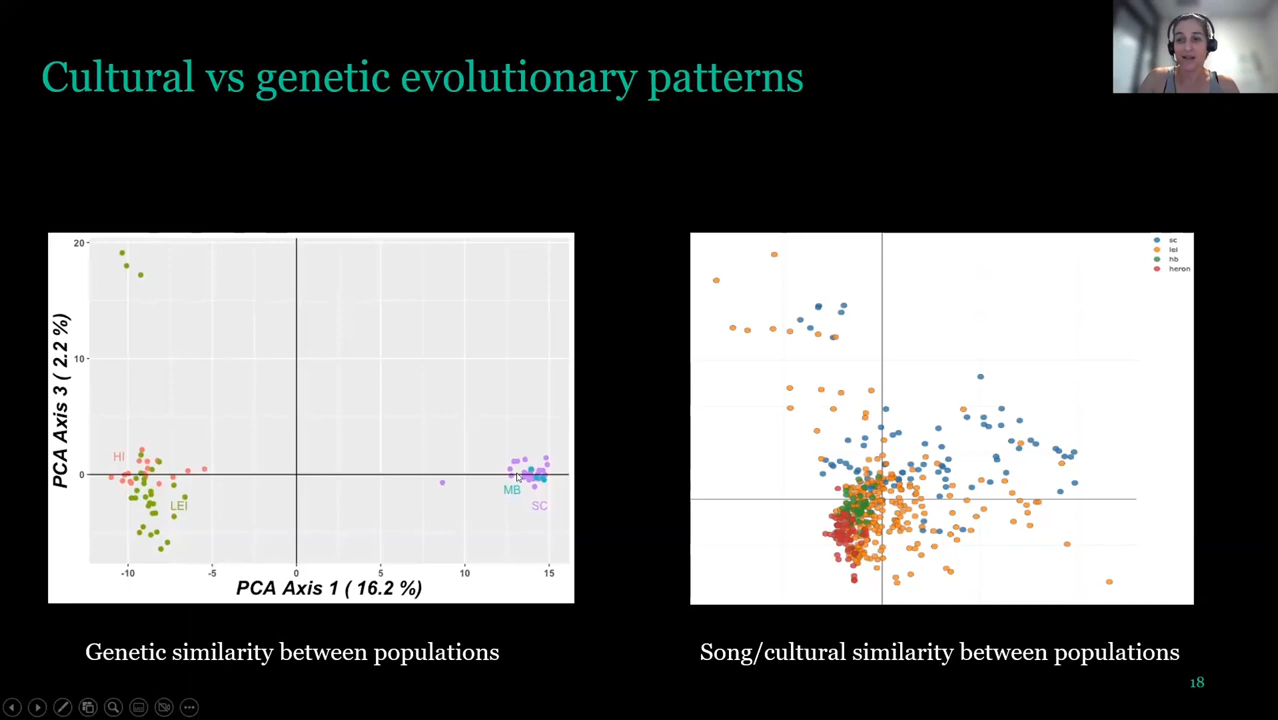 Cultural vs genetic evolutionary patterns
20
10
0
HI
LEI
MB
SC
-10 -5 0 5 10 15
PCA Axis 3 ( 2.2 %)
PCA Axis 1 ( 16.2 %)
sc
lei
hb
heron
Genetic similarity between populations
Song/cultural similarity between populations
18